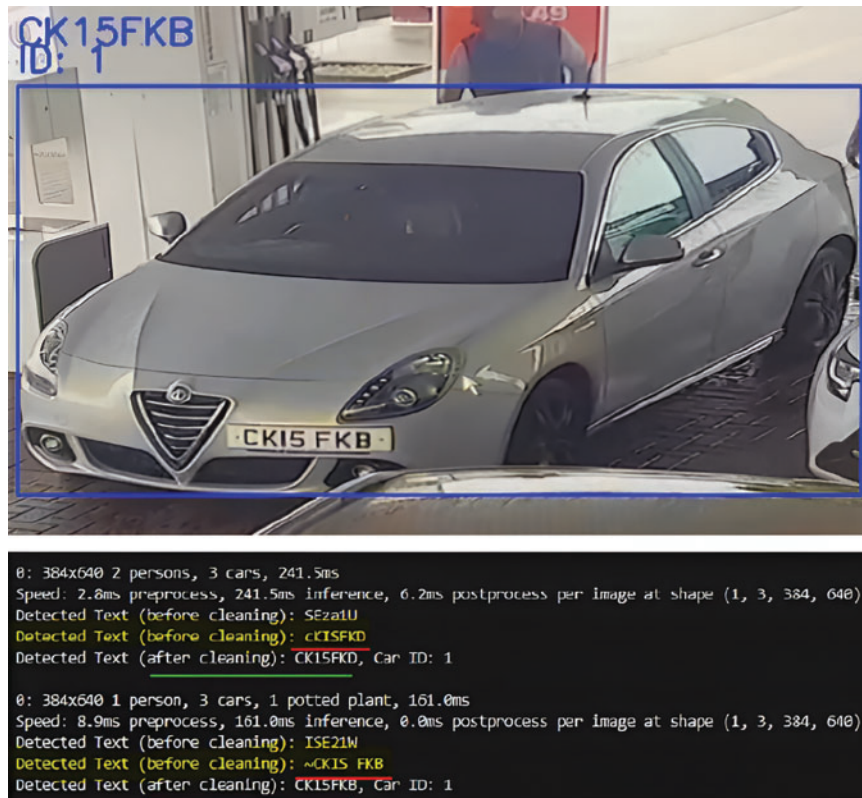 AG
CK15FKB
ID: 1
CK15 FKB
0: 384x640 2 persons, 3 cars, 241.5ms
Speed: 2.8ms preprocess, 241.5ms inference, 6.2ms postprocess per image at shape (1, 3, 384, 640)
Detected Text (before cleaning): SEza1U
Detected Text (before cleaning): cKISFKD
Detected Text (after cleaning): CK15FKD, Car ID: 1
0: 384x640 1 person, 3 cars, 1 potted plant, 161.0ms
Speed: 8.9ms preprocess, 161.0ms inference, 0.0ms postprocess per image at shape (1, 3, 384, 640)
Detected Text (before cleaning): ISE21W
Detected Text (before cleaning): ~CKIS FKB
Detected Text (after cleaning): CK15FKB, Car ID: 1